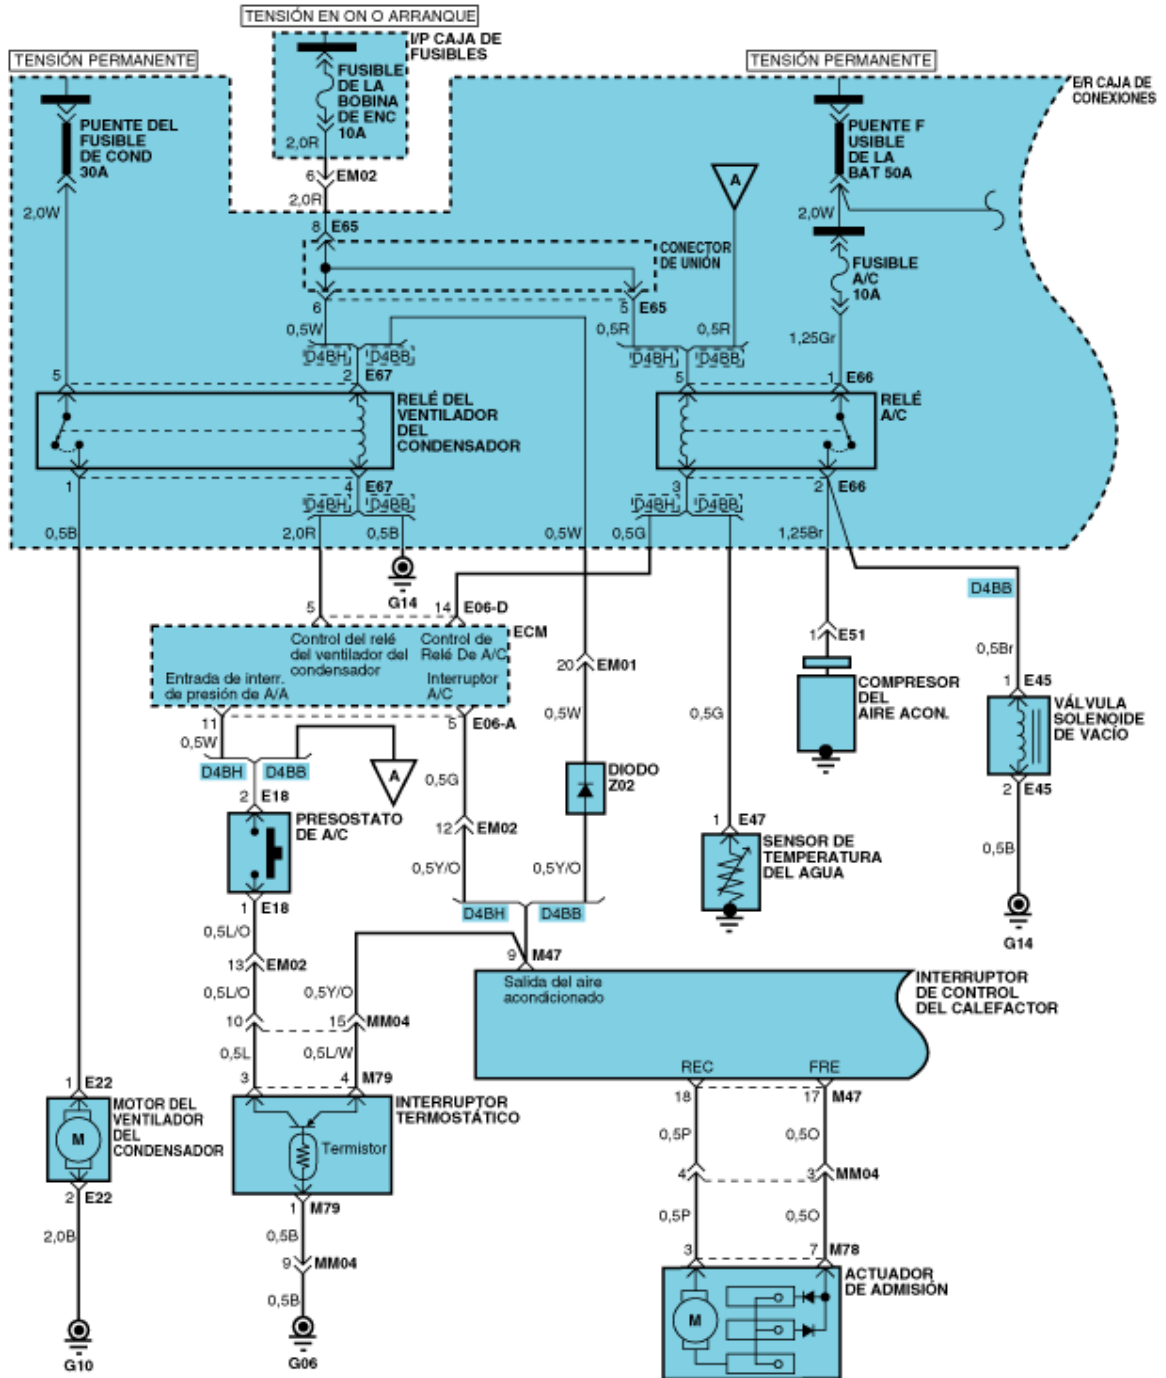 TENSIÓN EN ON O ARRANQUE
I/P CAJA DE
FUSIBLES
TENSIÓN PERMANENTE
TENSIÓN PERMANENTE
E/R CAJA DE
CONEXIONES
FUSIBLE
DE LA
BOBINA
DE ENC
10A
2,0R
PUENTE DEL
FUSIBLE
DE COND
30A
PUENTE F
USIBLE
DE LA
BAT 50A
A
6 EM02
2,0R
2,0W
2,0W
8 E65
CONECTOR
DE UNIÓN
FUSIBLE
A/C
10A
6
5 E65
0,5W
0,5R
0,5R
1,25Gr
D4BH D4BB
D4BH D4BB
5
2 E67
5
1 E66
RELÉ DEL
VENTILADOR
DEL
CONDENSADOR
RELÉ
A/C
1
4 E67
3
2 E66
D4BH D4BB
D4BH D4BB
0,5B
2,0R
0,5B
0,5W
0,5G
1,25Br
G14
D4BB
5
14 E06-D
ECM
Control del relé
del ventilador del
condensador
Control de
Relé De A/C
Entrada de interr.
de presión de A/A
Interruptor
A/C
1 E51
0,5Br
20 EM01
COMPRESOR
DEL
AIRE ACON.
1 E45
VÁLVULA
SOLENOIDE
DE VACÍO
11
5 E06-A
0,5W
0,5W
0,5G
D4BH D4BB
A
0,5G
DIODO
Z02
2 E45
2 E18
PRESOSTATO
DE A/C
12 EM02
1 E47
SENSOR DE
TEMPERATURA
DEL AGUA
0,5B
0,5Y/O
0,5Y/O
1 E18
D4BH D4BB
0,5L/O
G14
13 EM02
9 M47
Salida del aire
acondicionado
INTERRUPTOR
DE CONTROL
DEL CALEFACTOR
0,5L/O
0,5Y/O
10
15 MM04
0,5L
0,5L/W
REC
FRE
3
4 M79
18
17 M47
1 E22
MOTOR DEL
VENTILADOR
DEL
CONDENSADOR
M
INTERRUPTOR
TERMOSTÁTICO
Termistor
0,5P
0,5O
4
3 MM04
2 E22
1 M79
2,0B
0,5B
0,5P
0,5O
9 MM04
3
7 M78
0,5B
ACTUADOR
DE ADMISIÓN
M
G10
G06